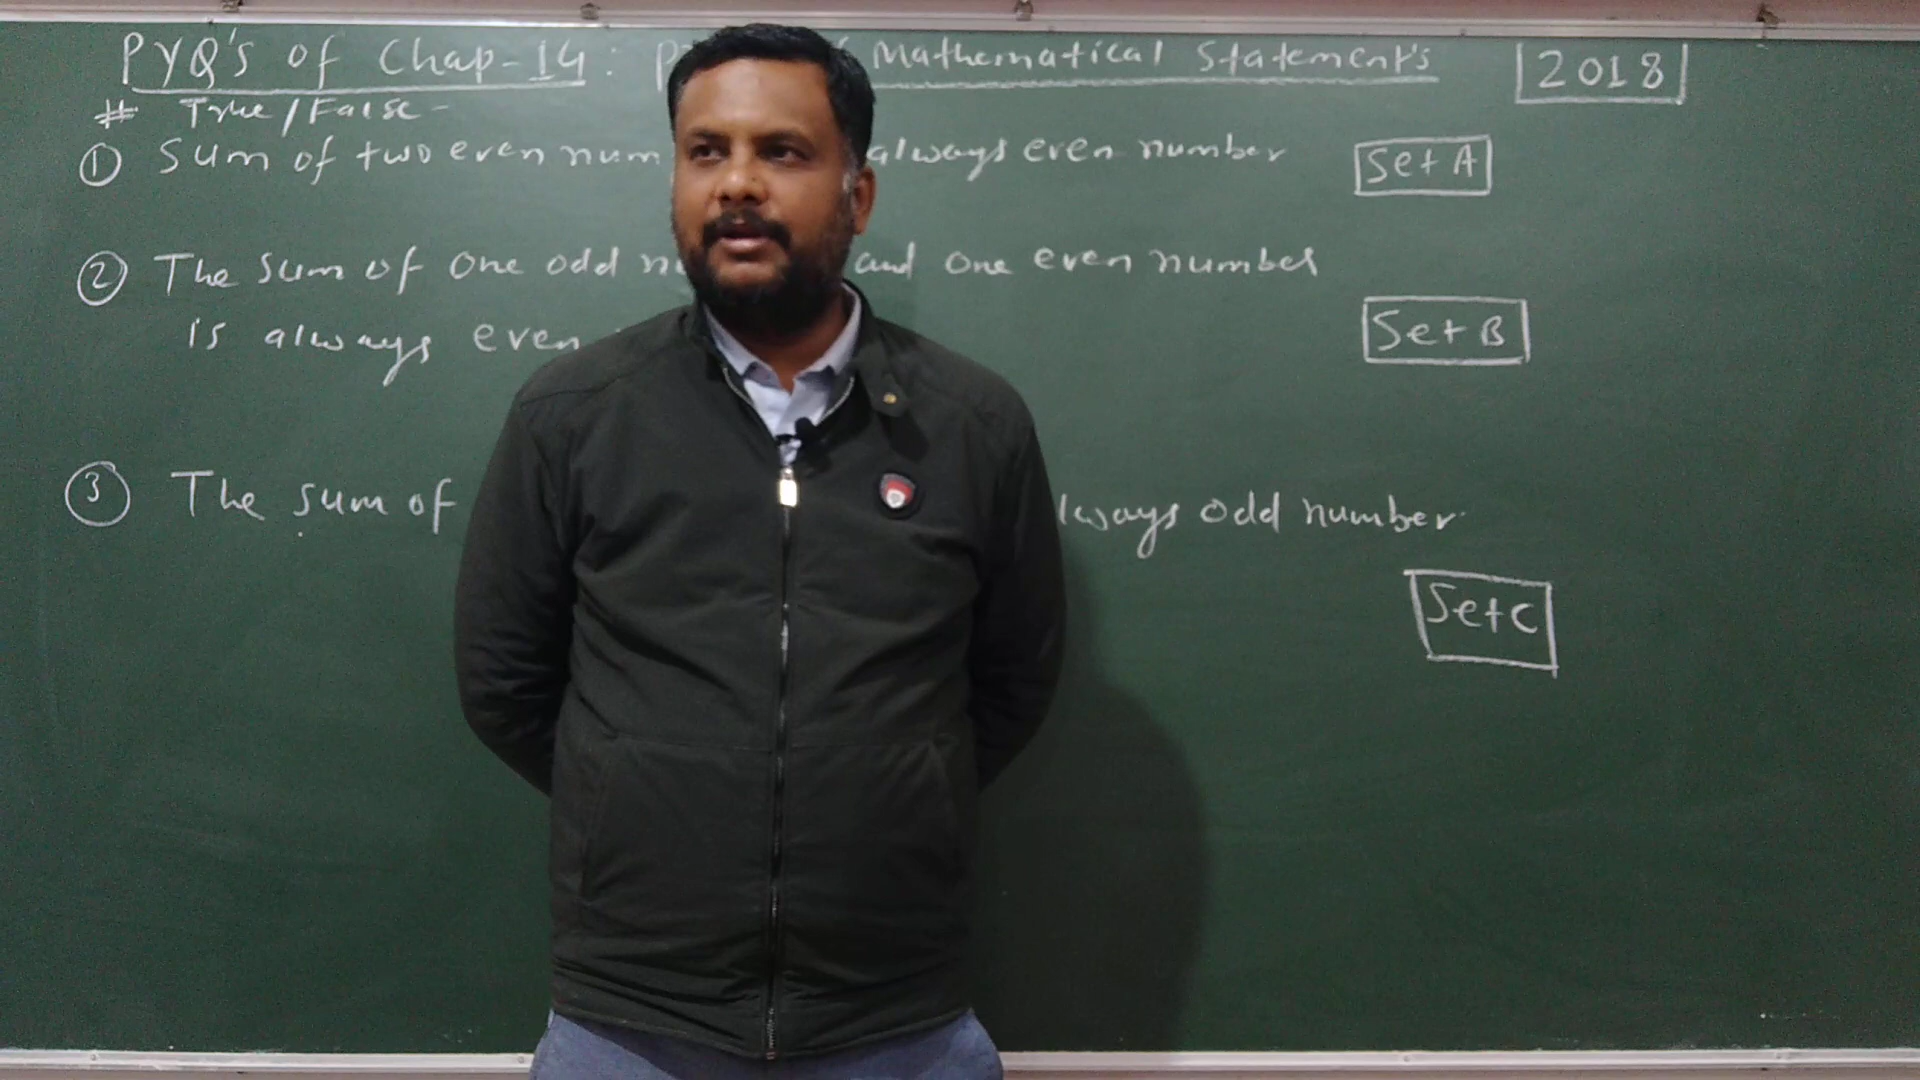 PYQ's of Chap-14: P Mathematical Statement's 2018
# True/False-
① Sum of two even num always even number Set A
② The sum of one odd nu and one even number
is always even Set B
③ The sum of lways odd number.
Set C